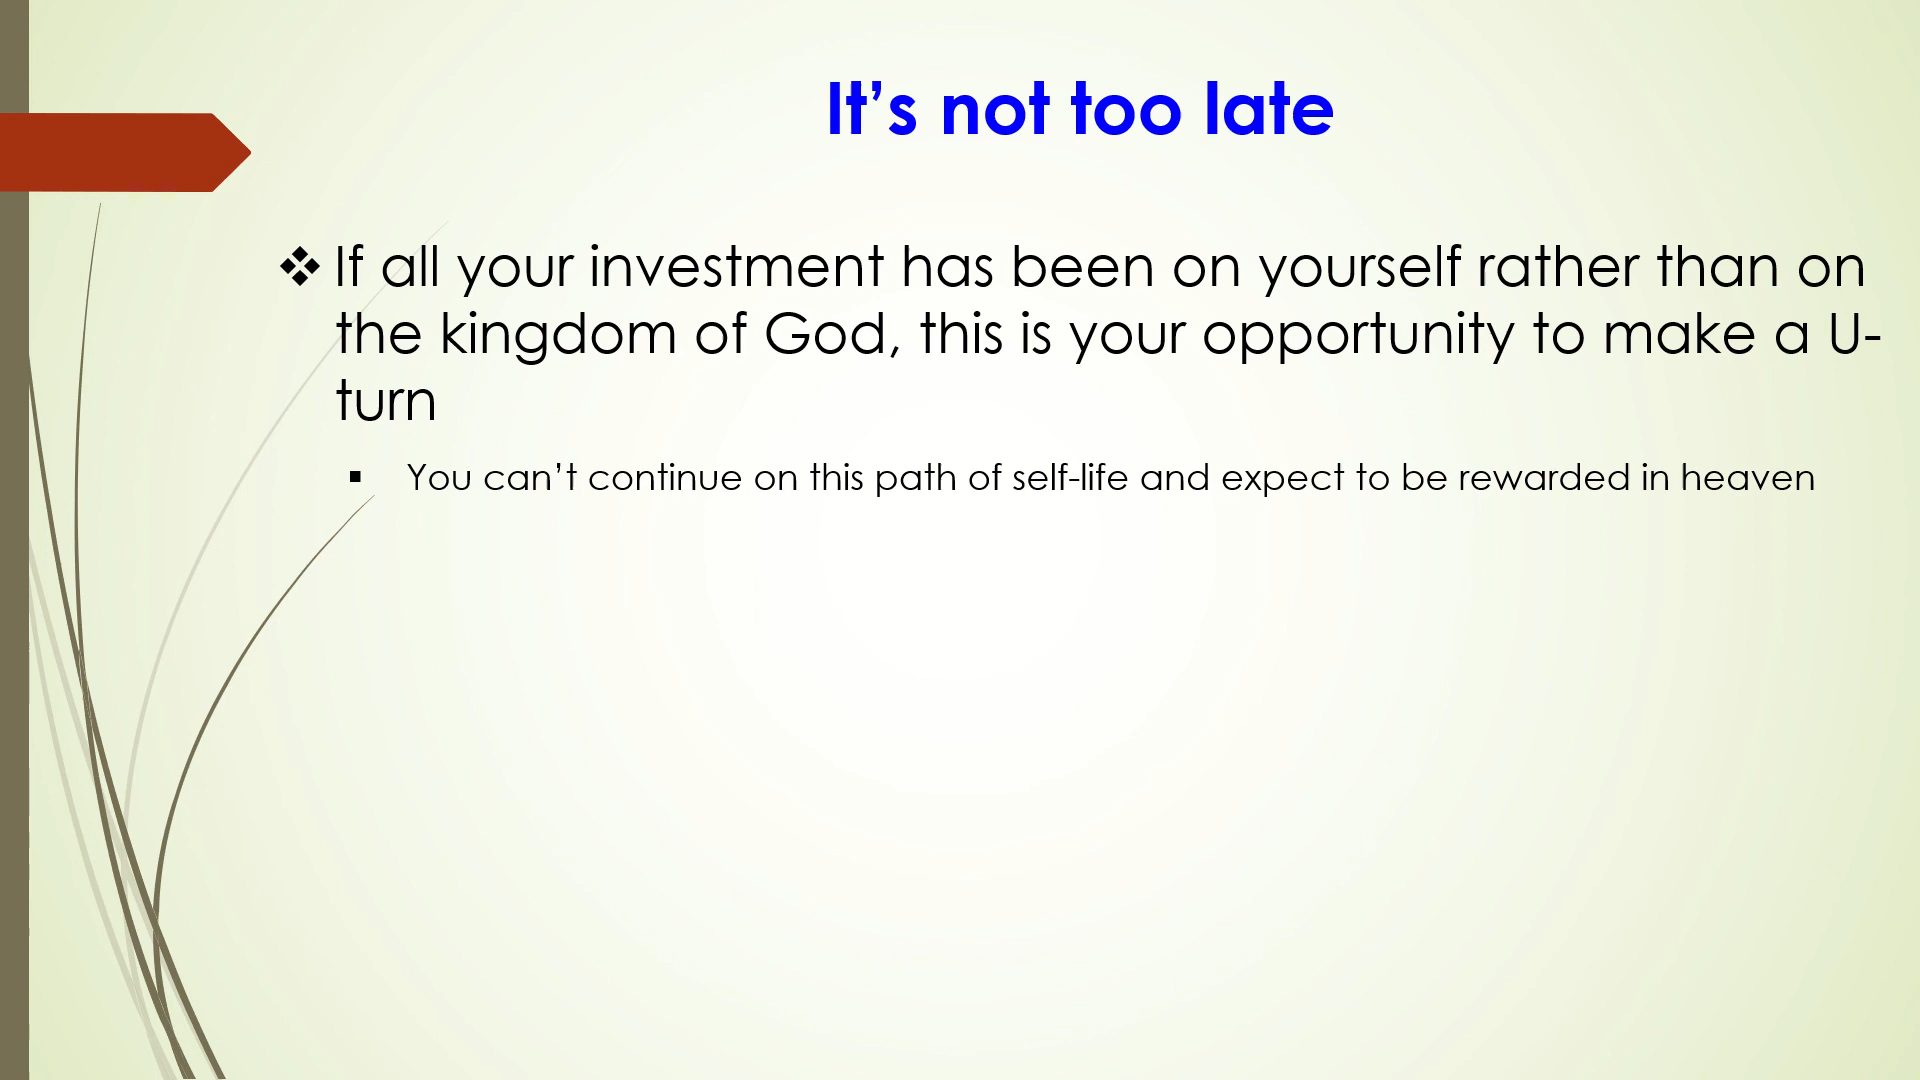 It’s not too late
❖ If all your investment has been on yourself rather than on
the kingdom of God, this is your opportunity to make a U-
turn
▪ You can’t continue on this path of self-life and expect to be rewarded in heaven